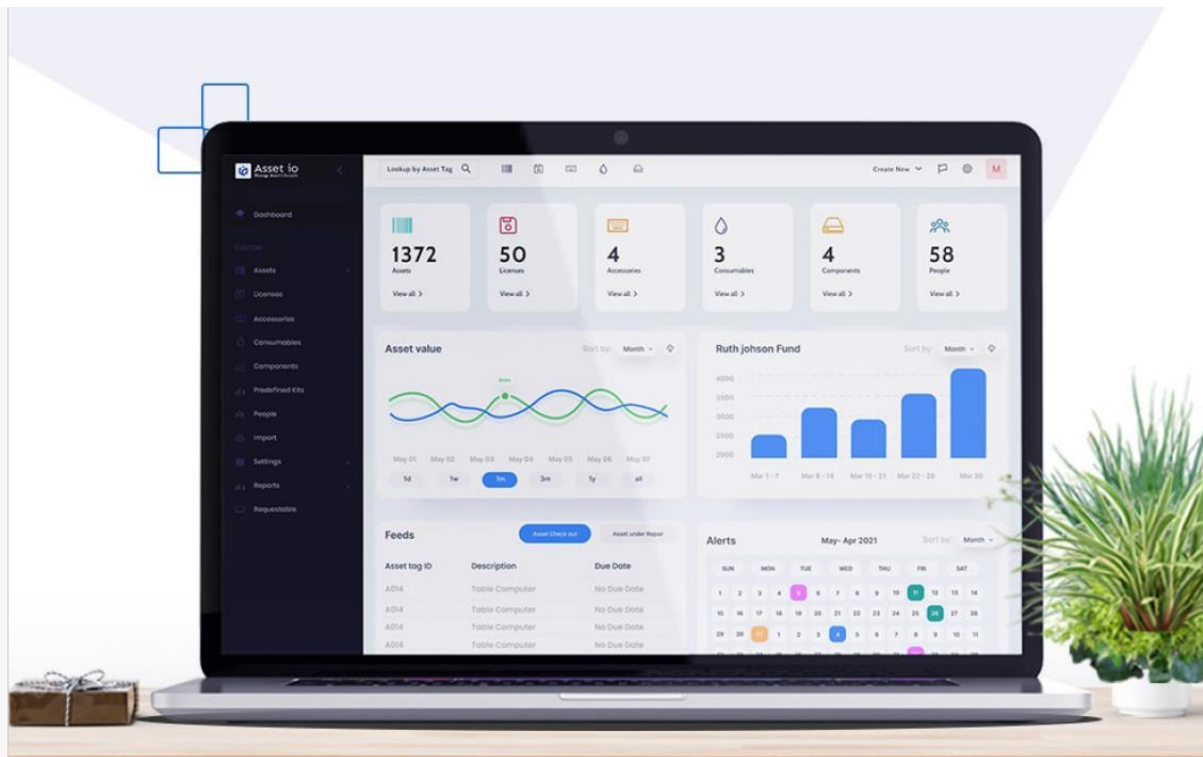 Asset io
Lookup by Asset Tag
Create New
M
Dashboard
Assets
Licenses
Accessories
Consumables
Components
Predefined Kits
People
Import
Settings
Reports
Requestable
1372
Assets
View all >
50
Licenses
View all >
4
Accessories
View all >
3
Consumables
View all >
4
Components
View all >
58
People
View all >
Asset value
Sort by: Month
May 01 May 02 May 03 May 04 May 05 May 06 May 07
1d 1w 1m 3m 1y all
Ruth johson Fund
Sort by: Month
4000
3500
3000
2500
2000
Mar 1 - 7 Mar 8 - 14 Mar 15 - 21 Mar 22 - 28 Mar 30
Feeds
Asset Check out Asset under Repair
Asset tag ID Description Due Date
A014 Table Computer No Due Date
A014 Table Computer No Due Date
A014 Table Computer No Due Date
A014 Table Computer No Due Date
Alerts
May- Apr 2021
Sort by: Month
SUN MON TUE WED THU FRI SAT
1 2 3 4 5 6 7 8 9 10 11 12 13 14
15 16 17 18 19 20 21 22 23 24 25 26 27 28
29 30 31 1 2 3 4 5 6 7 8 9 10 11